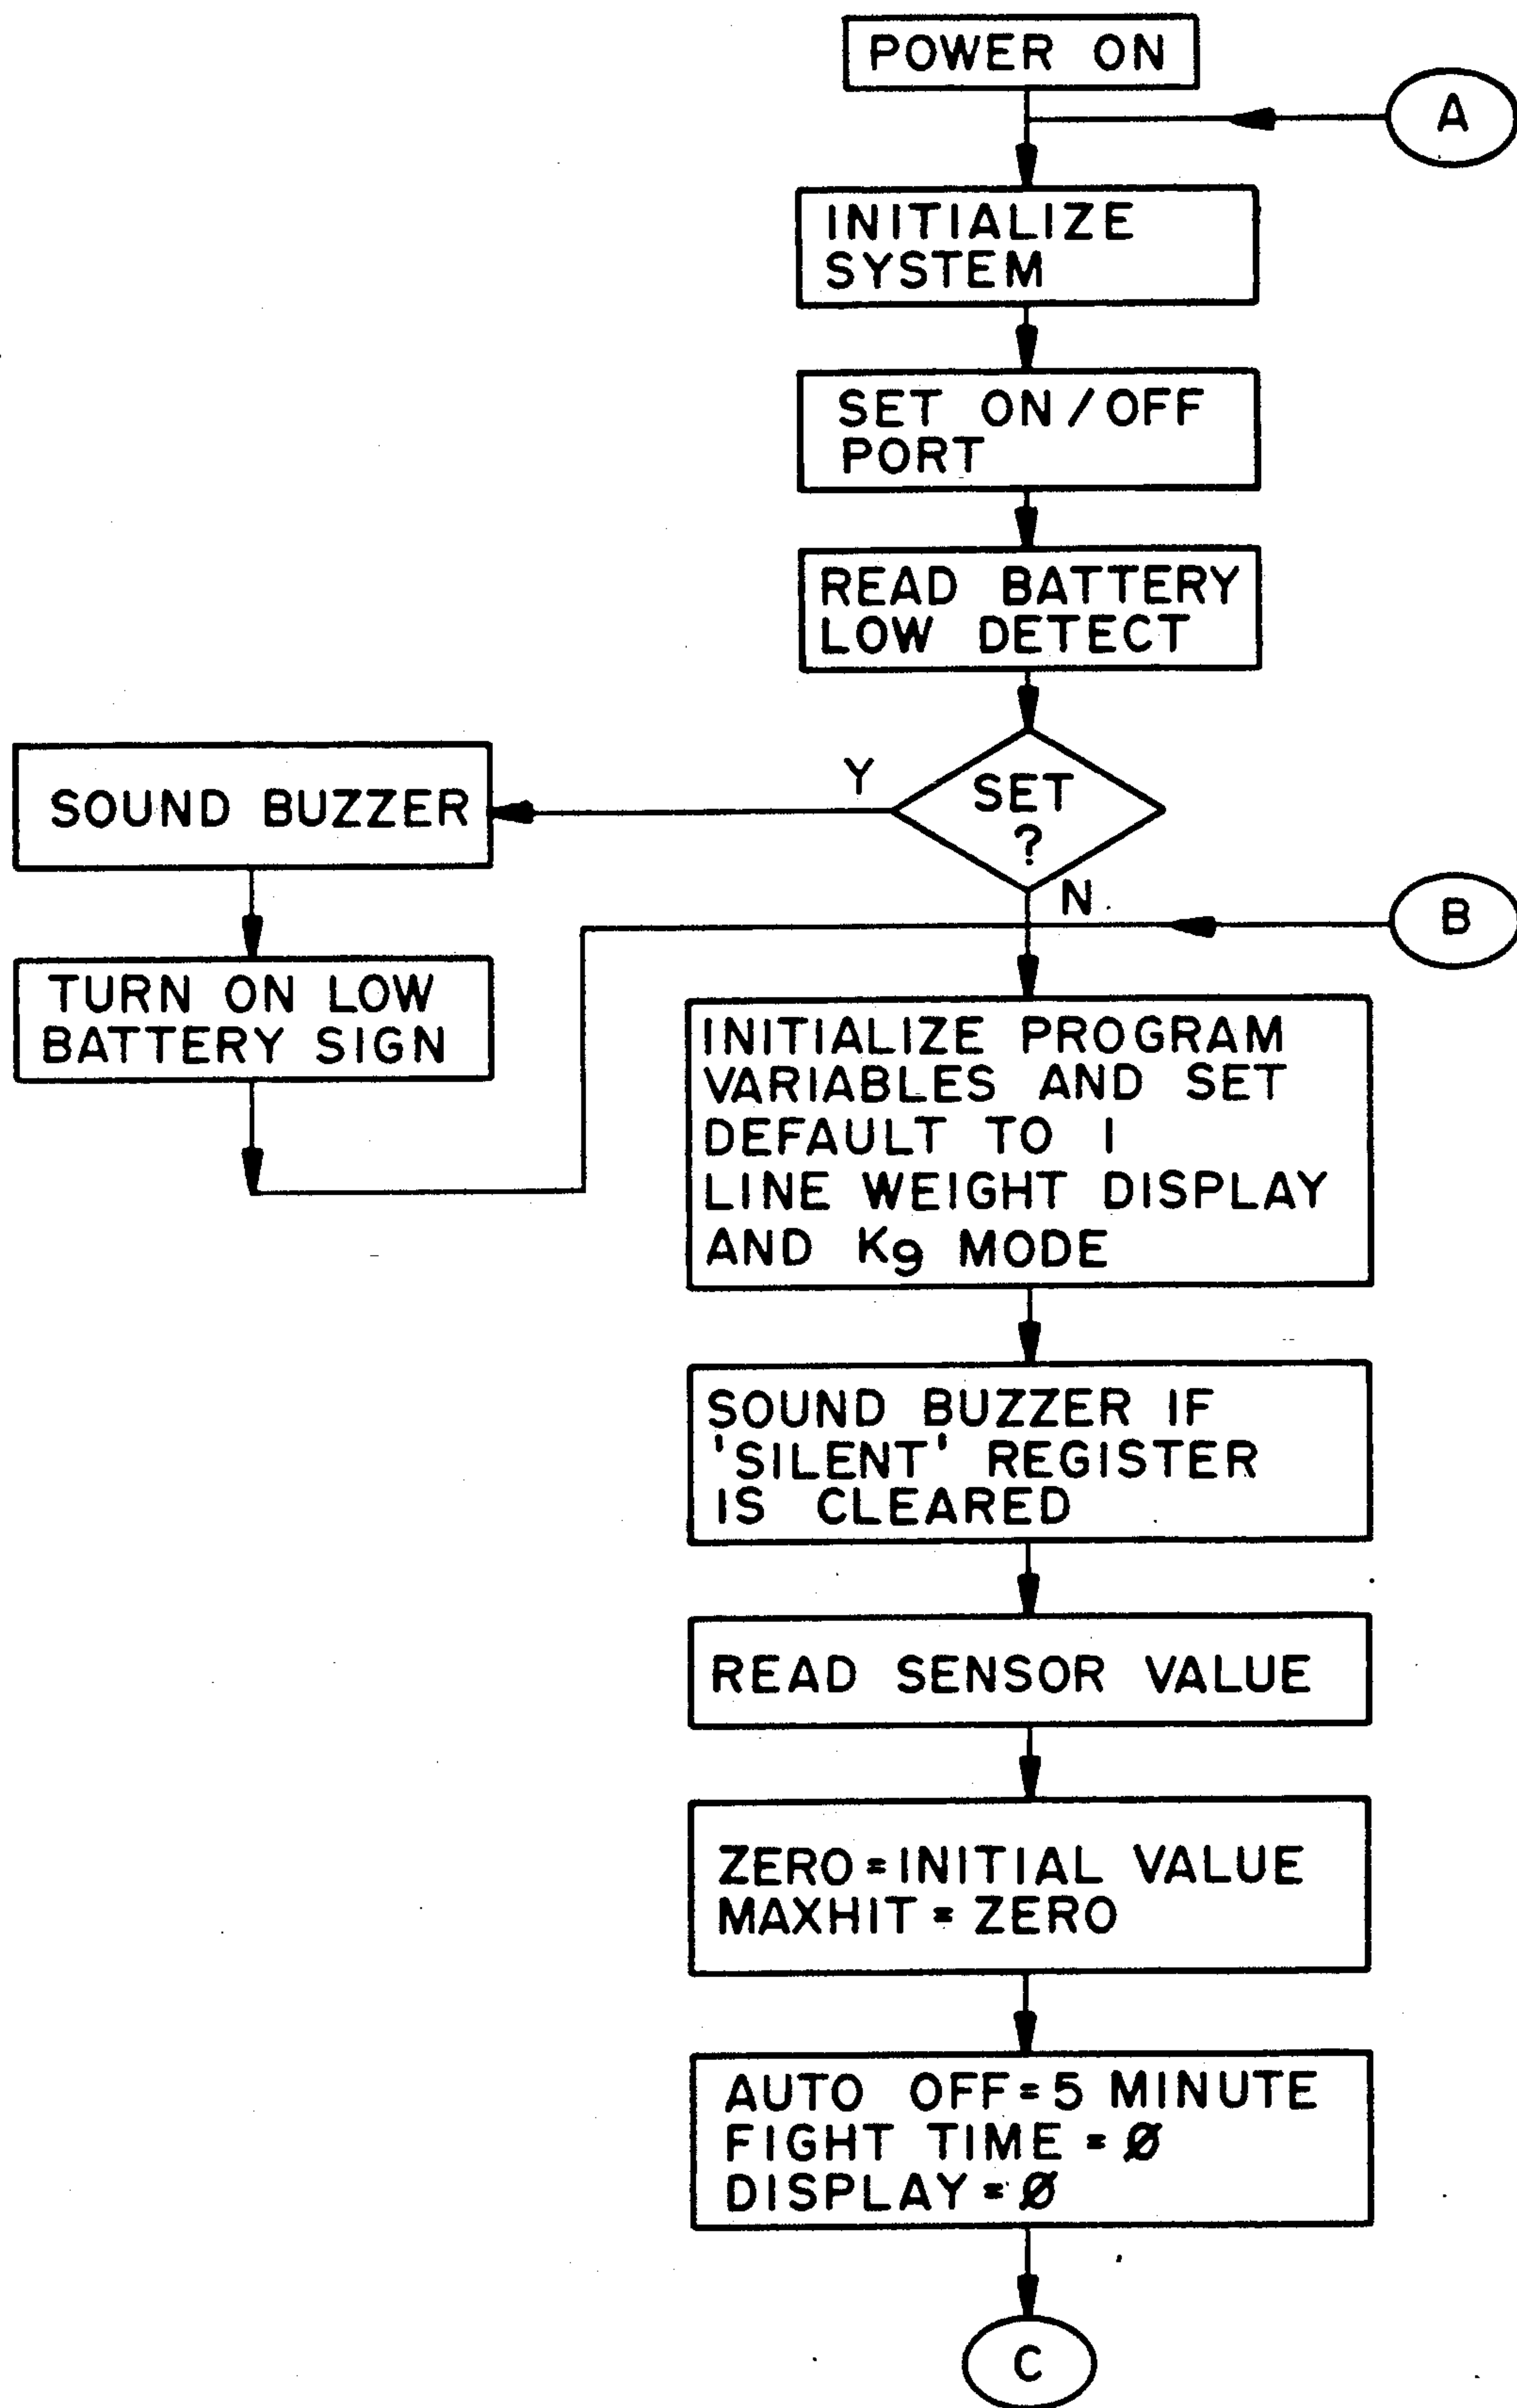 POWER ON
A
INITIALIZE
SYSTEM
SET ON/OFF
PORT
READ BATTERY
LOW DETECT
SET
?
Y
N
SOUND BUZZER
TURN ON LOW
BATTERY SIGN
B
INITIALIZE PROGRAM
VARIABLES AND SET
DEFAULT TO 1
LINE WEIGHT DISPLAY
AND Kg MODE
SOUND BUZZER IF
'SILENT' REGISTER
IS CLEARED
READ SENSOR VALUE
ZERO=INITIAL VALUE
MAXHIT=ZERO
AUTO OFF=5 MINUTE
FIGHT TIME=Ø
DISPLAY=Ø
C